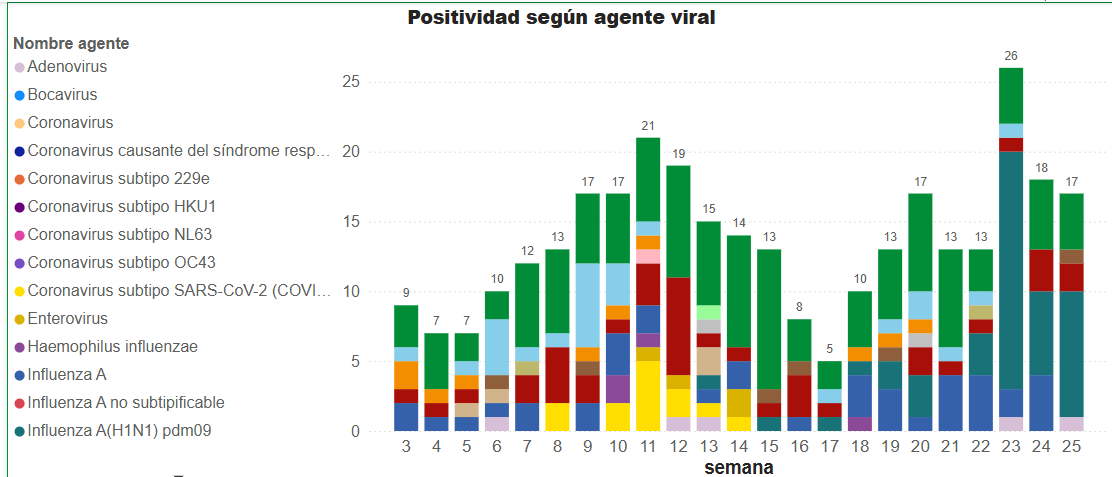 Positividad según agente viral
Nombre agente
Adenovirus
Bocavirus
Coronavirus
Coronavirus causante del síndrome resp...
Coronavirus subtipo 229e
Coronavirus subtipo HKU1
Coronavirus subtipo NL63
Coronavirus subtipo OC43
Coronavirus subtipo SARS-CoV-2 (COVI...
Enterovirus
Haemophilus influenzae
Influenza A
Influenza A no subtipificable
Influenza A(H1N1) pdm09
25
20
15
10
5
0
9 7 7 10 12 13 17 17 21 19 15 14 13 8 5 10 13 17 13 13 26 18 17
3 4 5 6 7 8 9 10 11 12 13 14 15 16 17 18 19 20 21 22 23 24 25
semana